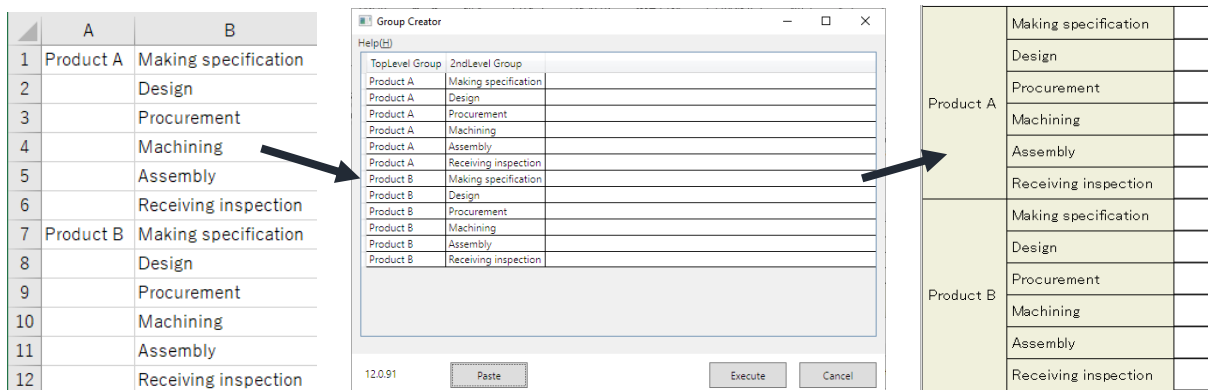 A B
1 Product A Making specification
2 Design
3 Procurement
4 Machining
5 Assembly
6 Receiving inspection
7 Product B Making specification
8 Design
9 Procurement
10 Machining
11 Assembly
12 Receiving inspection
Group Creator
Help(H)
TopLevel Group 2ndLevel Group
Product A Making specification
Product A Design
Product A Procurement
Product A Machining
Product A Assembly
Product A Receiving inspection
Product B Making specification
Product B Design
Product B Procurement
Product B Machining
Product B Assembly
Product B Receiving inspection
12.0.91 Paste Execute Cancel
Product A
Making specification
Design
Procurement
Machining
Assembly
Receiving inspection
Product B
Making specification
Design
Procurement
Machining
Assembly
Receiving inspection